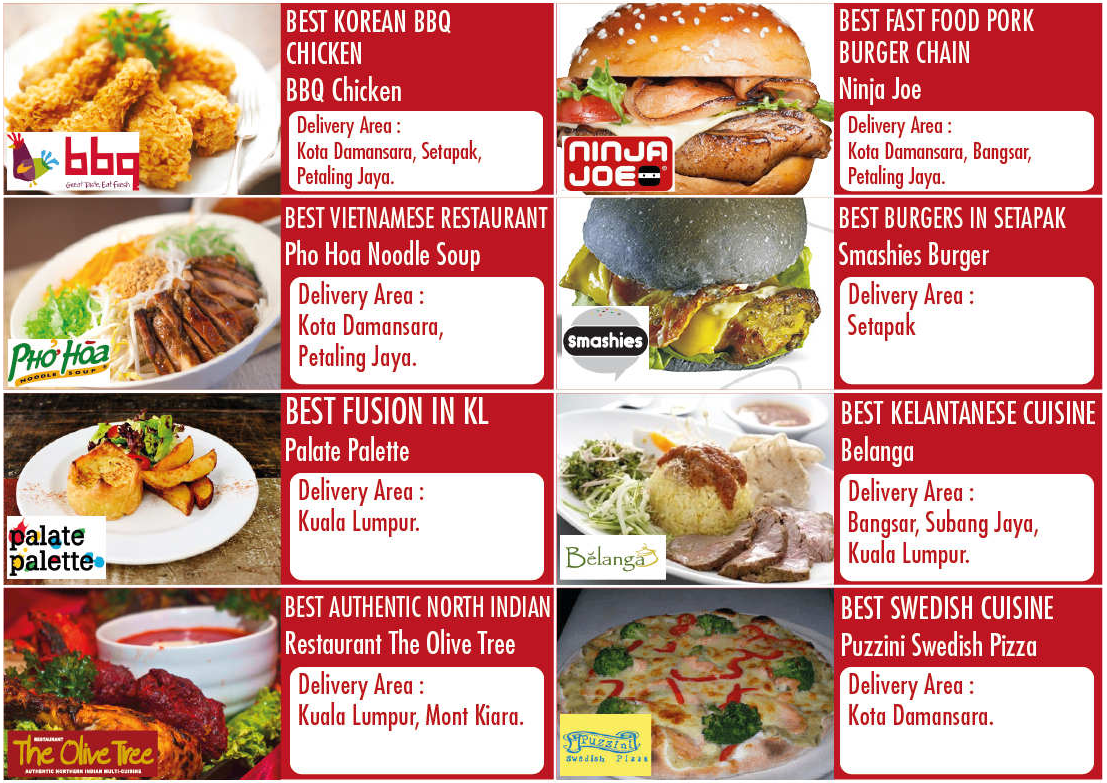 BEST KOREAN BBQ
CHICKEN
BBQ Chicken
Delivery Area :
Kota Damansara, Setapak,
Petaling Jaya.
bbq
Great Taste, Eat Fresh
BEST FAST FOOD PORK
BURGER CHAIN
Ninja Joe
Delivery Area :
Kota Damansara, Bangsar,
Petaling Jaya.
NINJA
JOE
BEST VIETNAMESE RESTAURANT
Pho Hoa Noodle Soup
Delivery Area :
Kota Damansara,
Petaling Jaya.
PHỞ HÒA
NOODLE SOUP
BEST BURGERS IN SETAPAK
Smashies Burger
Delivery Area :
Setapak
smashies
BEST FUSION IN KL
Palate Palette
Delivery Area :
Kuala Lumpur.
palate
palette
BEST KELANTANESE CUISINE
Belanga
Delivery Area :
Bangsar, Subang Jaya,
Kuala Lumpur.
Bélanga
BEST AUTHENTIC NORTH INDIAN
Restaurant The Olive Tree
Delivery Area :
Kuala Lumpur, Mont Kiara.
RESTAURANT
The Olive Tree
AUTHENTIC NORTHERN INDIAN MULTI-CUISINE
BEST SWEDISH CUISINE
Puzzini Swedish Pizza
Delivery Area :
Kota Damansara.
Puzzini
Swedish Pizza